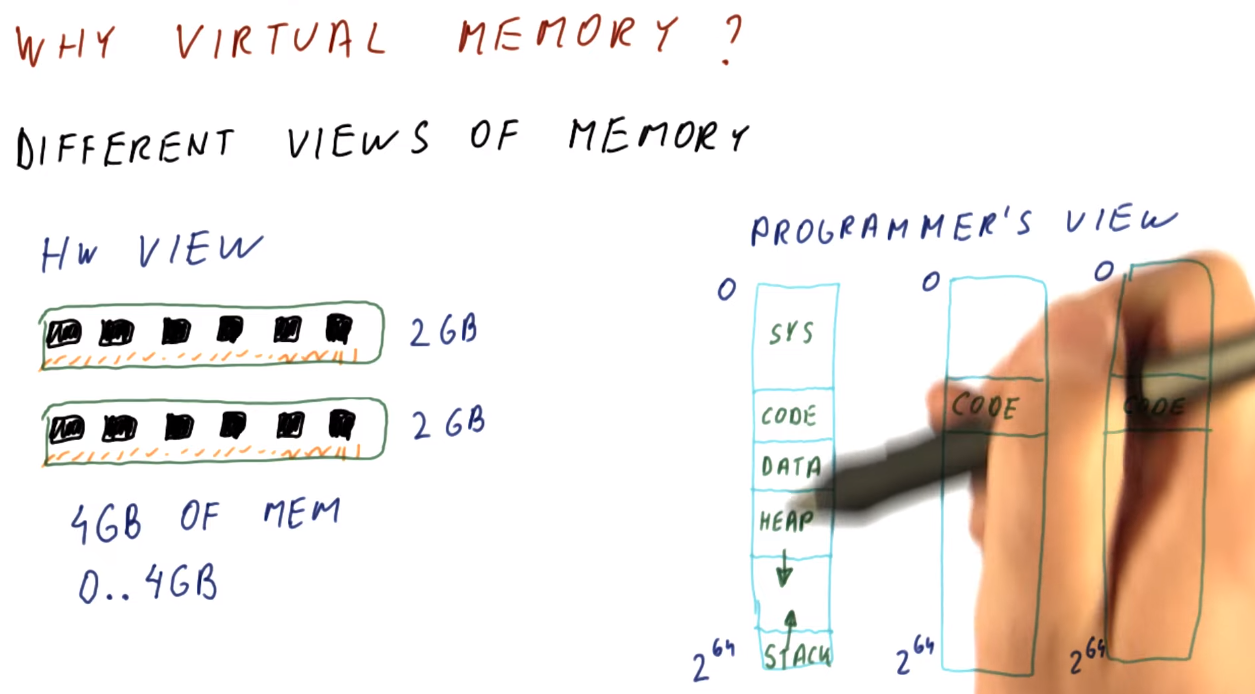 WHY VIRTUAL MEMORY ?
DIFFERENT VIEWS OF MEMORY
HW VIEW
2 GB
2 GB
4GB OF MEM
0.. 4GB
PROGRAMMER'S VIEW
0
SYS
CODE
DATA
HEAP
STACK
2^64
0
CODE
2^64
0
CODE
2^64